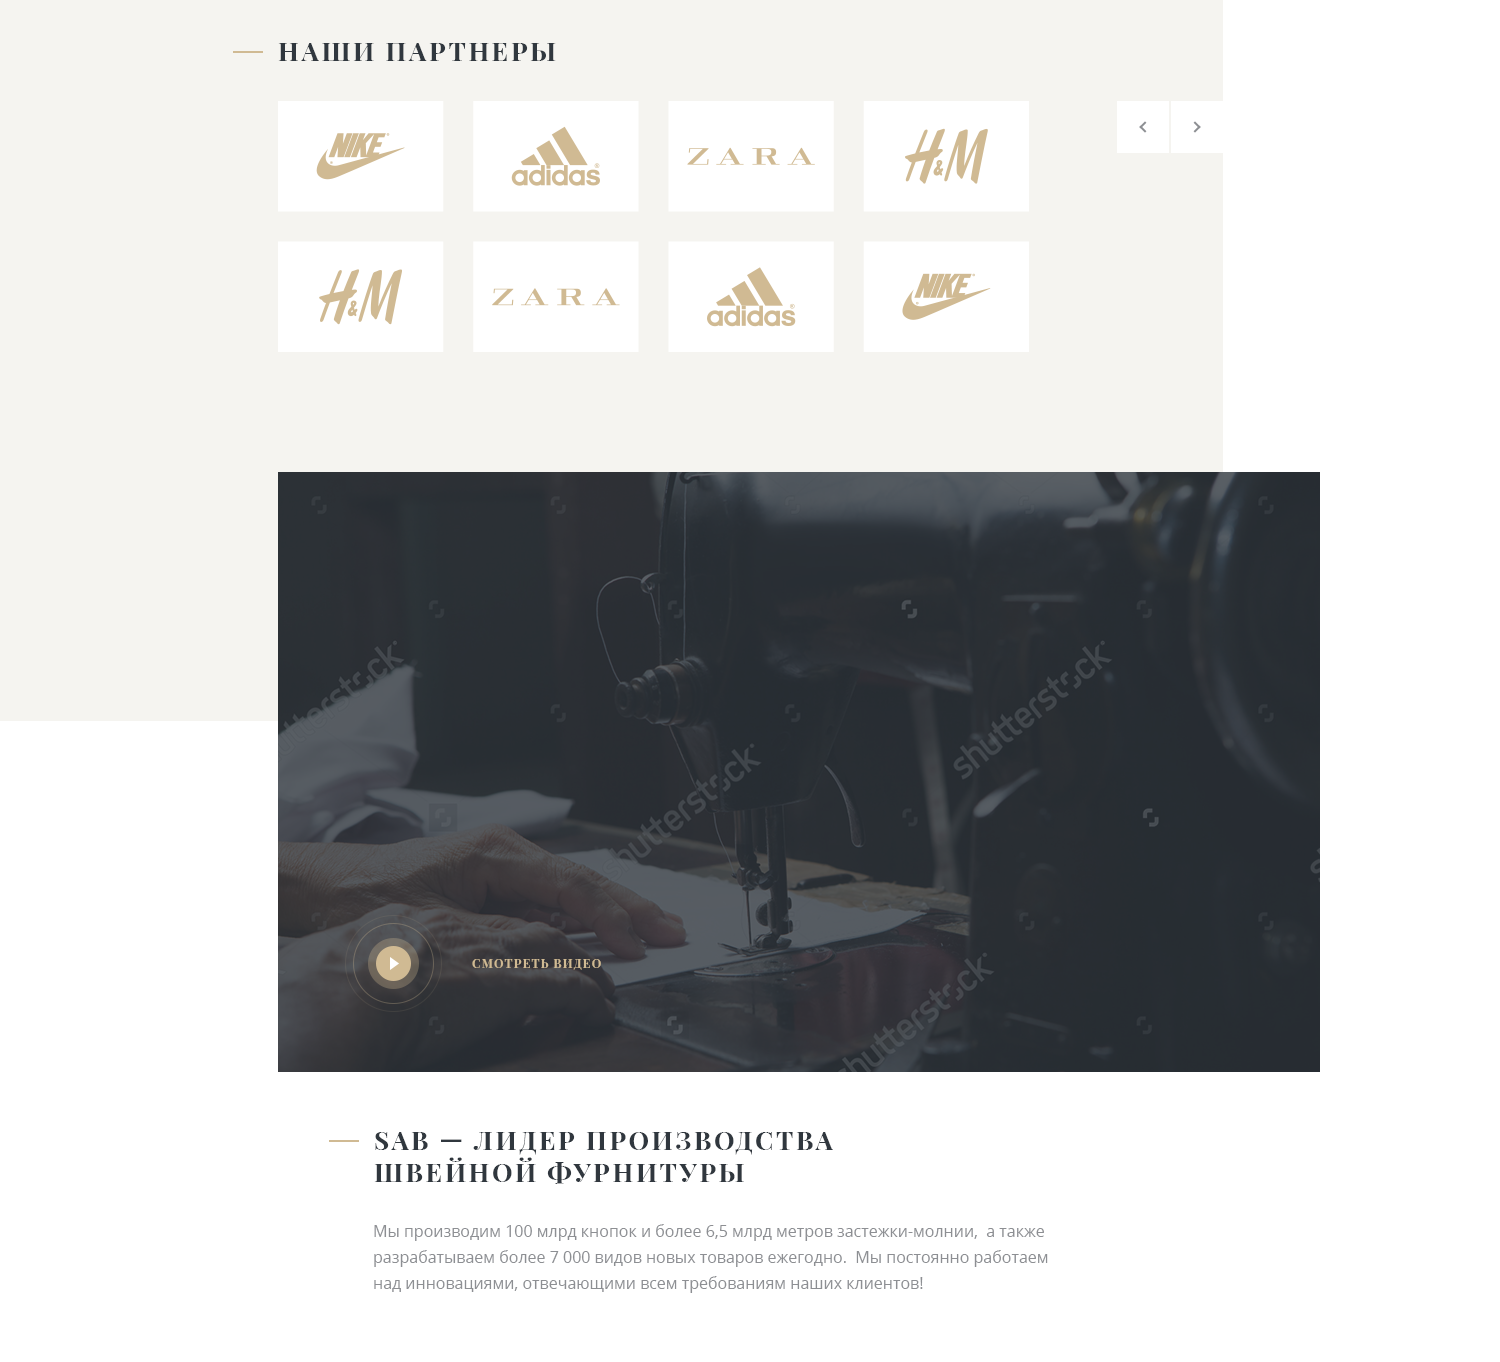 НАШИ ПАРТНЕРЫ
NIKE
adidas
ZARA
H&M
H&M
ZARA
adidas
NIKE
shutterstock
shutterstock
shutterstock
СМОТРЕТЬ ВИДЕО
shutterstock
SAB — ЛИДЕР ПРОИЗВОДСТВА
ШВЕЙНОЙ ФУРНИТУРЫ
Мы производим 100 млрд кнопок и более 6,5 млрд метров застежки-молнии, а также
разрабатываем более 7 000 видов новых товаров ежегодно. Мы постоянно работаем
над инновациями, отвечающими всем требованиям наших клиентов!